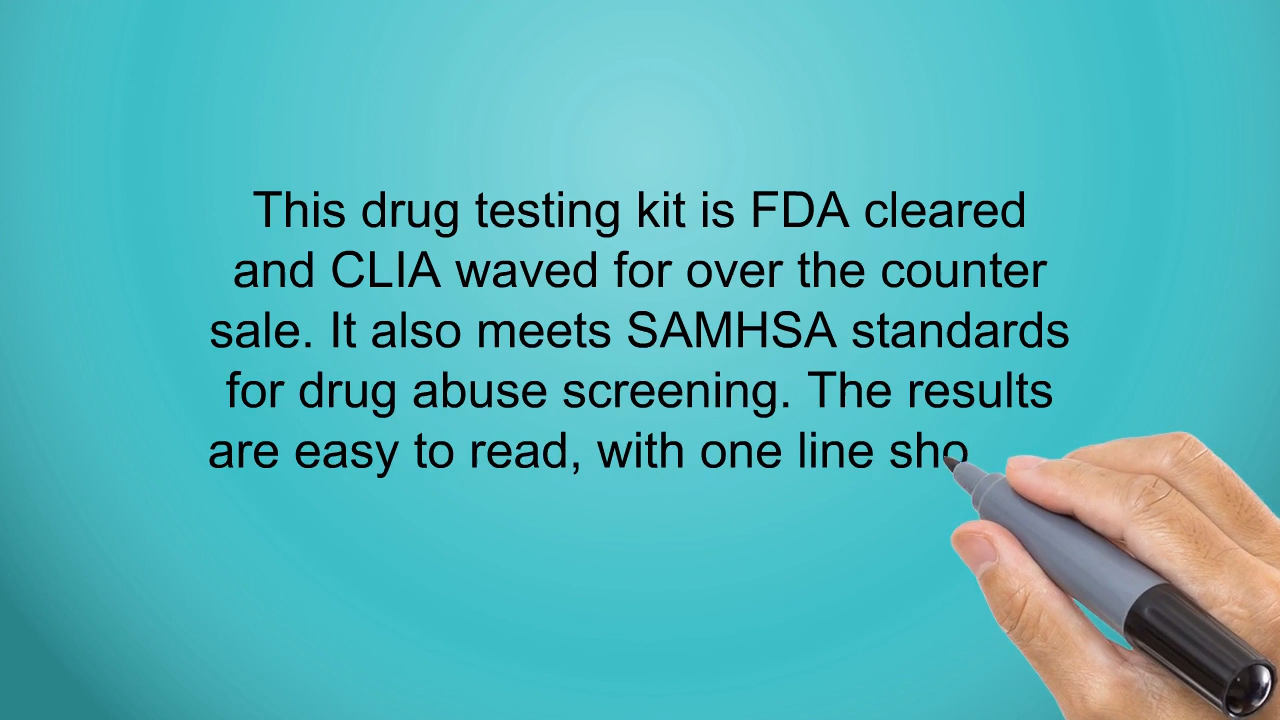 This drug testing kit is FDA cleared
and CLIA waved for over the counter
sale. It also meets SAMHSA standards
for drug abuse screening. The results
are easy to read, with one line sho